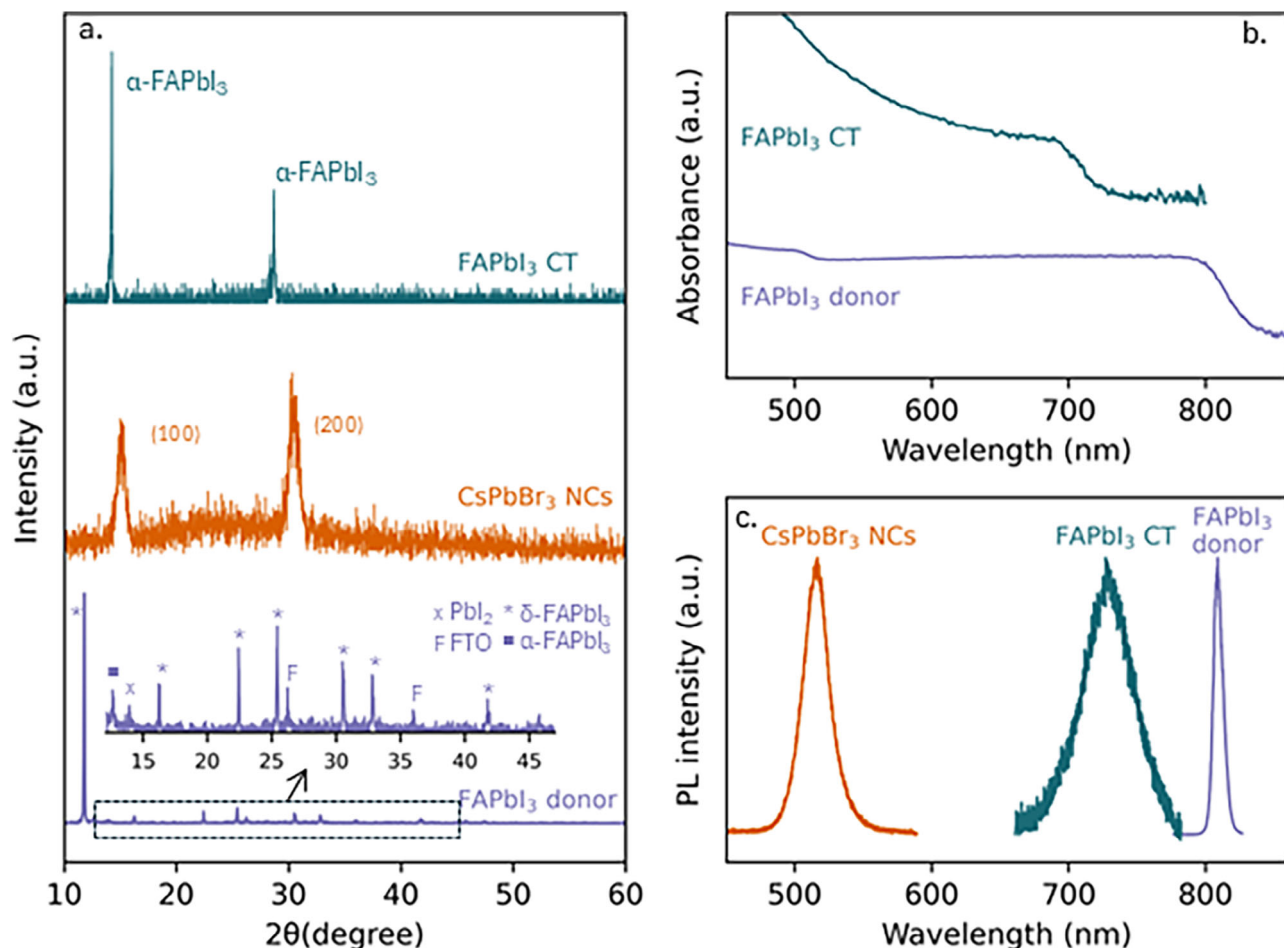 a.
α-FAPbI₃
α-FAPbI₃
FAPbI₃ CT
(100)
(200)
CsPbBr₃ NCs
x PbI₂ * δ-FAPbI₃
F FTO ■ α-FAPbI₃
*
*
*
*
*
*
*
■
x
F
F
15 20 25 30 35 40 45
FAPbI₃ donor
10 20 30 40 50 60
2θ(degree)
Intensity (a.u.)
b.
FAPbI₃ CT
FAPbI₃ donor
500 600 700 800
Wavelength (nm)
Absorbance (a.u.)
c.
CsPbBr₃ NCs
FAPbI₃ CT
FAPbI₃
donor
500 600 700 800
Wavelength (nm)
PL intensity (a.u.)